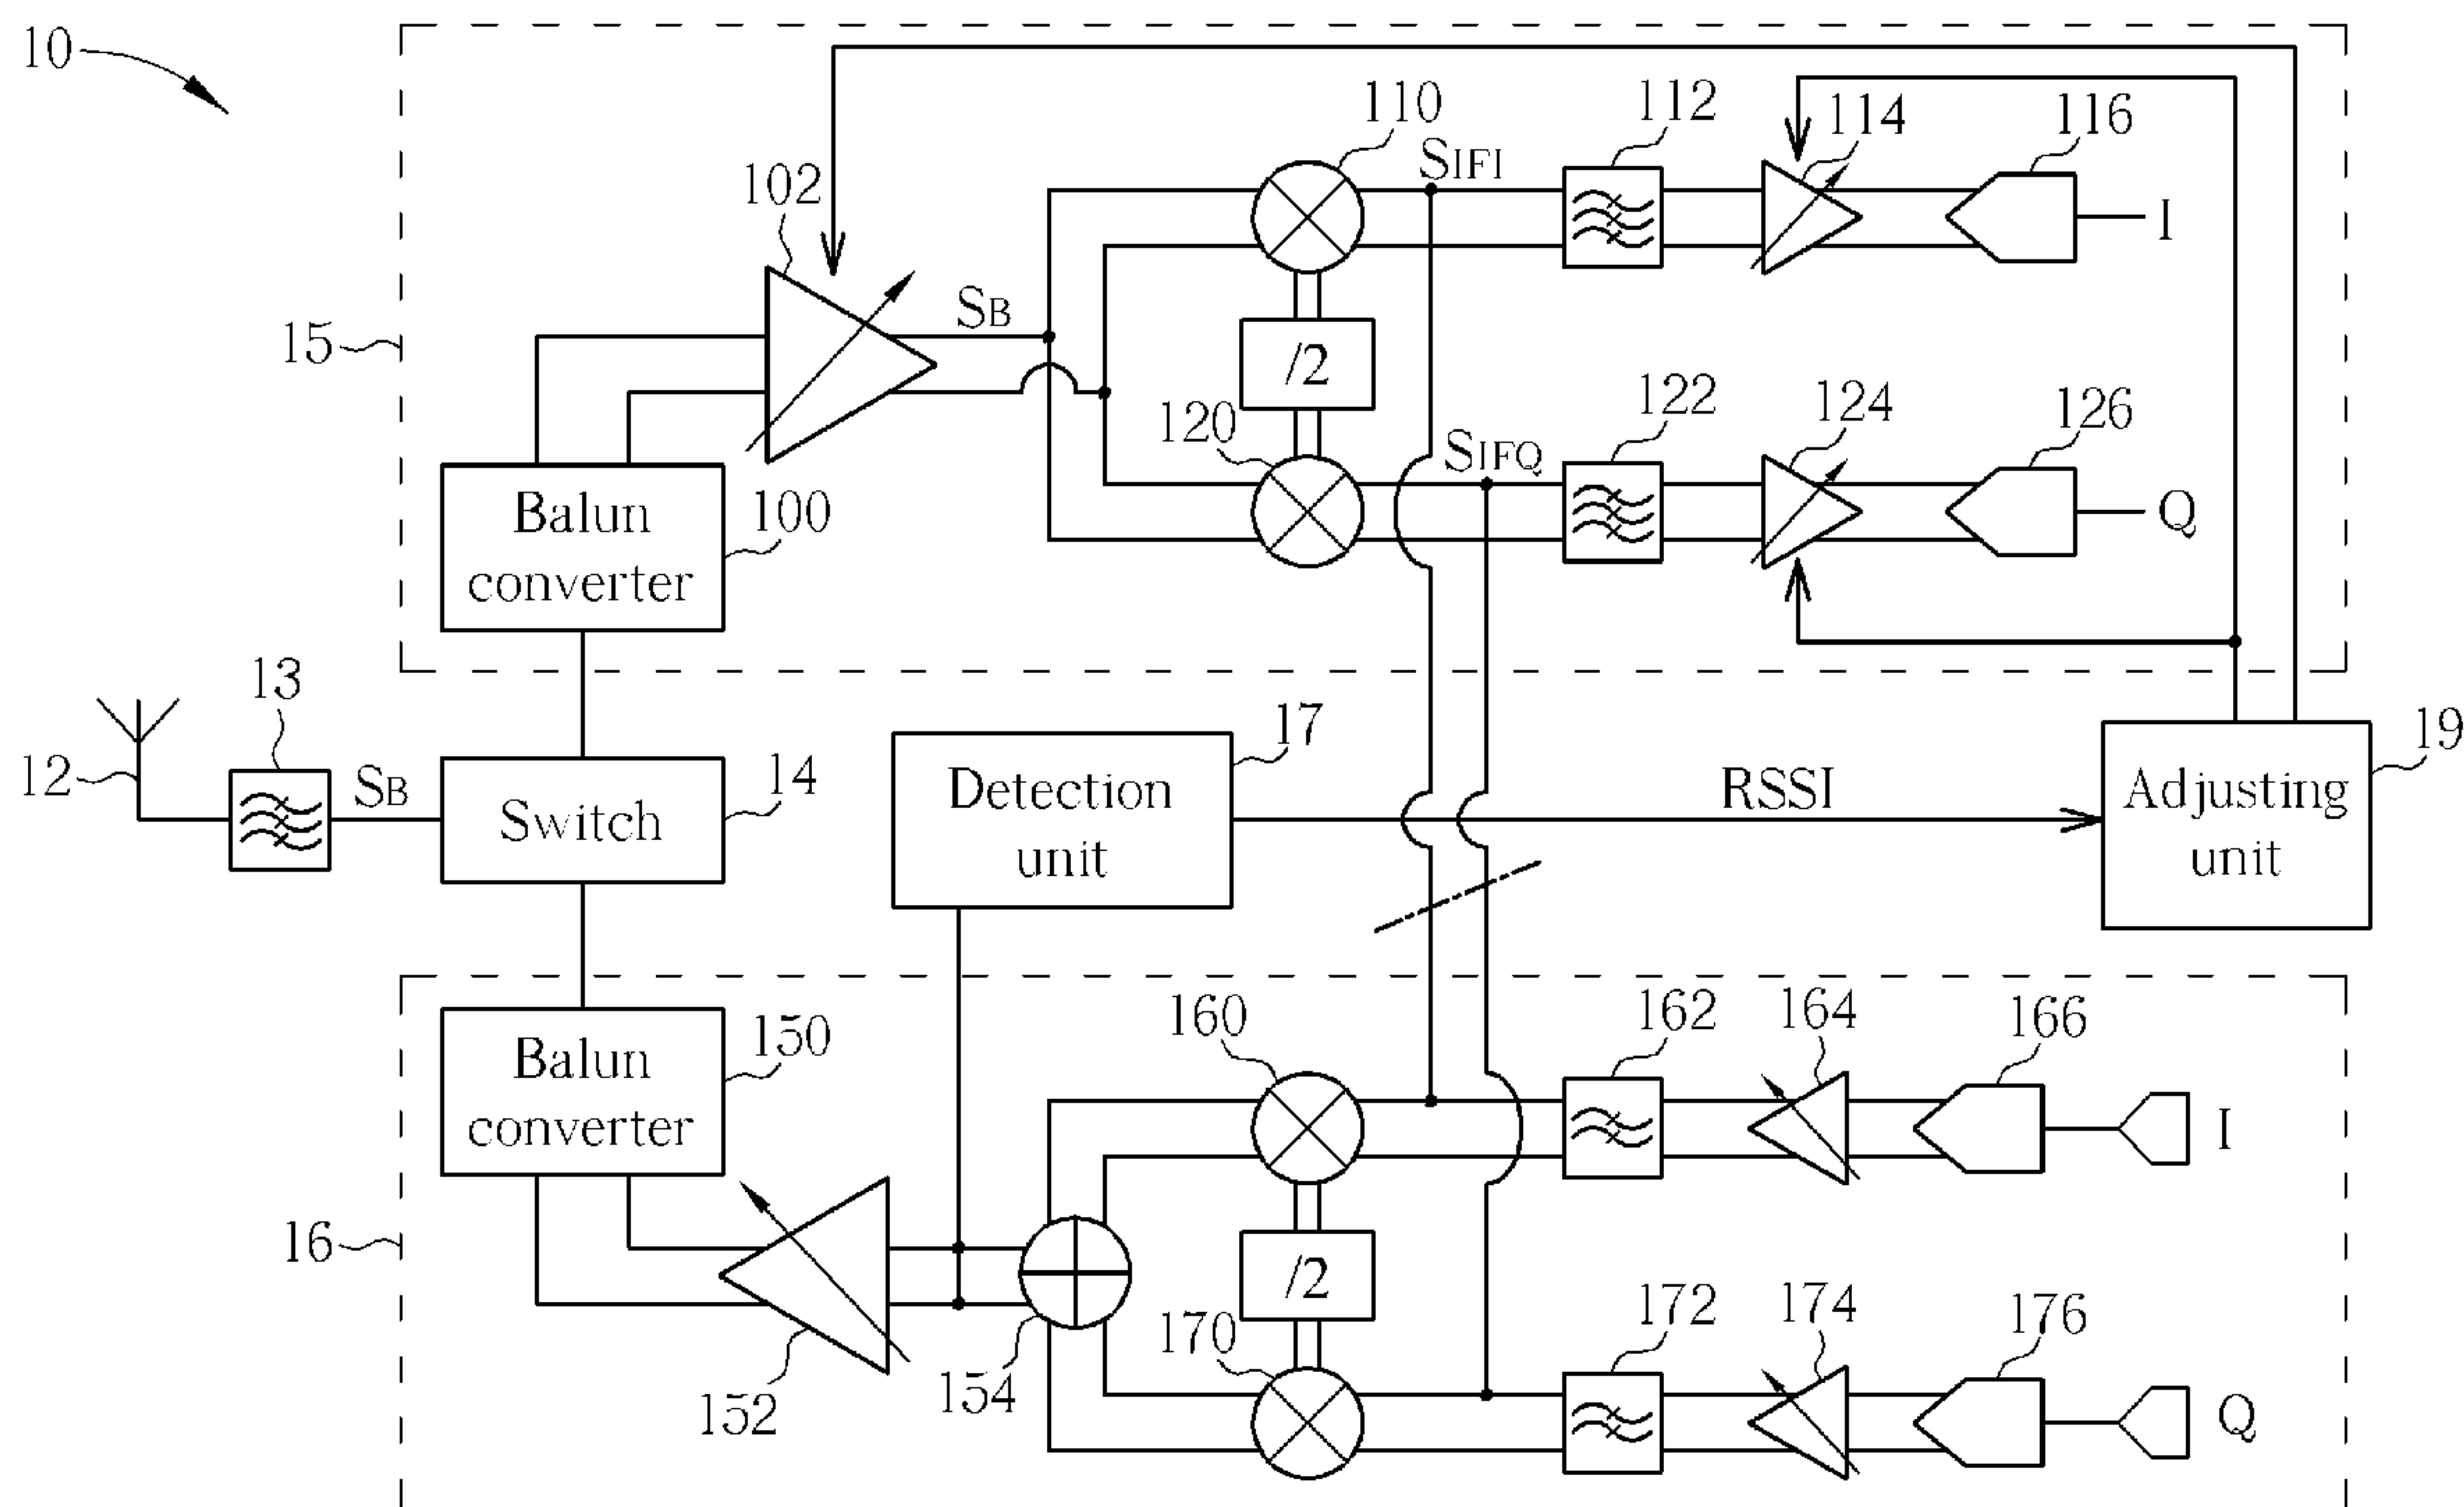 10
110
112
114
116
SIFI
I
102
SB
15
/2
120
122
124
126
SIFQ
Q
Balun
converter
100
13
12
SB
Switch
14
17
Detection
unit
RSSI
19
Adjusting
unit
Balun
converter
150
160
162
164
166
I
16
/2
170
172
174
176
152
154
Q